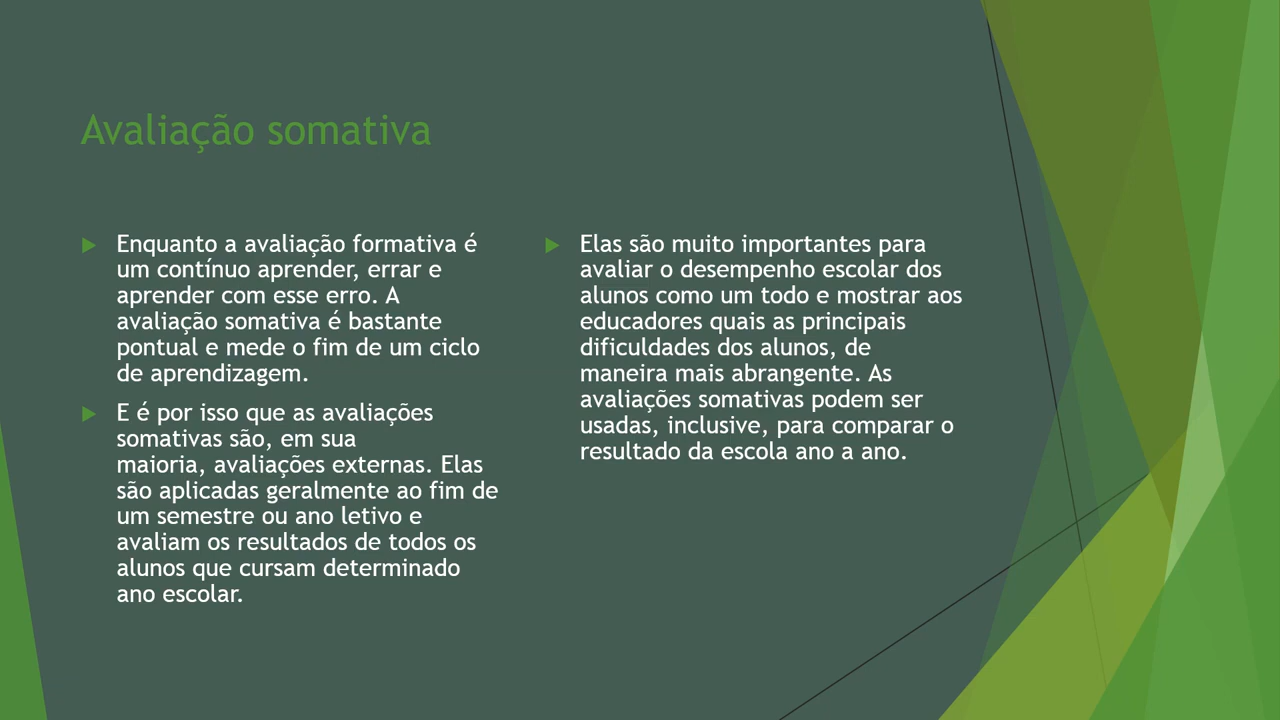 Avaliação somativa
Enquanto a avaliação formativa é
um contínuo aprender, errar e
aprender com esse erro. A
avaliação somativa é bastante
pontual e mede o fim de um ciclo
de aprendizagem.
E é por isso que as avaliações
somativas são, em sua
maioria, avaliações externas. Elas
são aplicadas geralmente ao fim de
um semestre ou ano letivo e
avaliam os resultados de todos os
alunos que cursam determinado
ano escolar.
Elas são muito importantes para
avaliar o desempenho escolar dos
alunos como um todo e mostrar aos
educadores quais as principais
dificuldades dos alunos, de
maneira mais abrangente. As
avaliações somativas podem ser
usadas, inclusive, para comparar o
resultado da escola ano a ano.